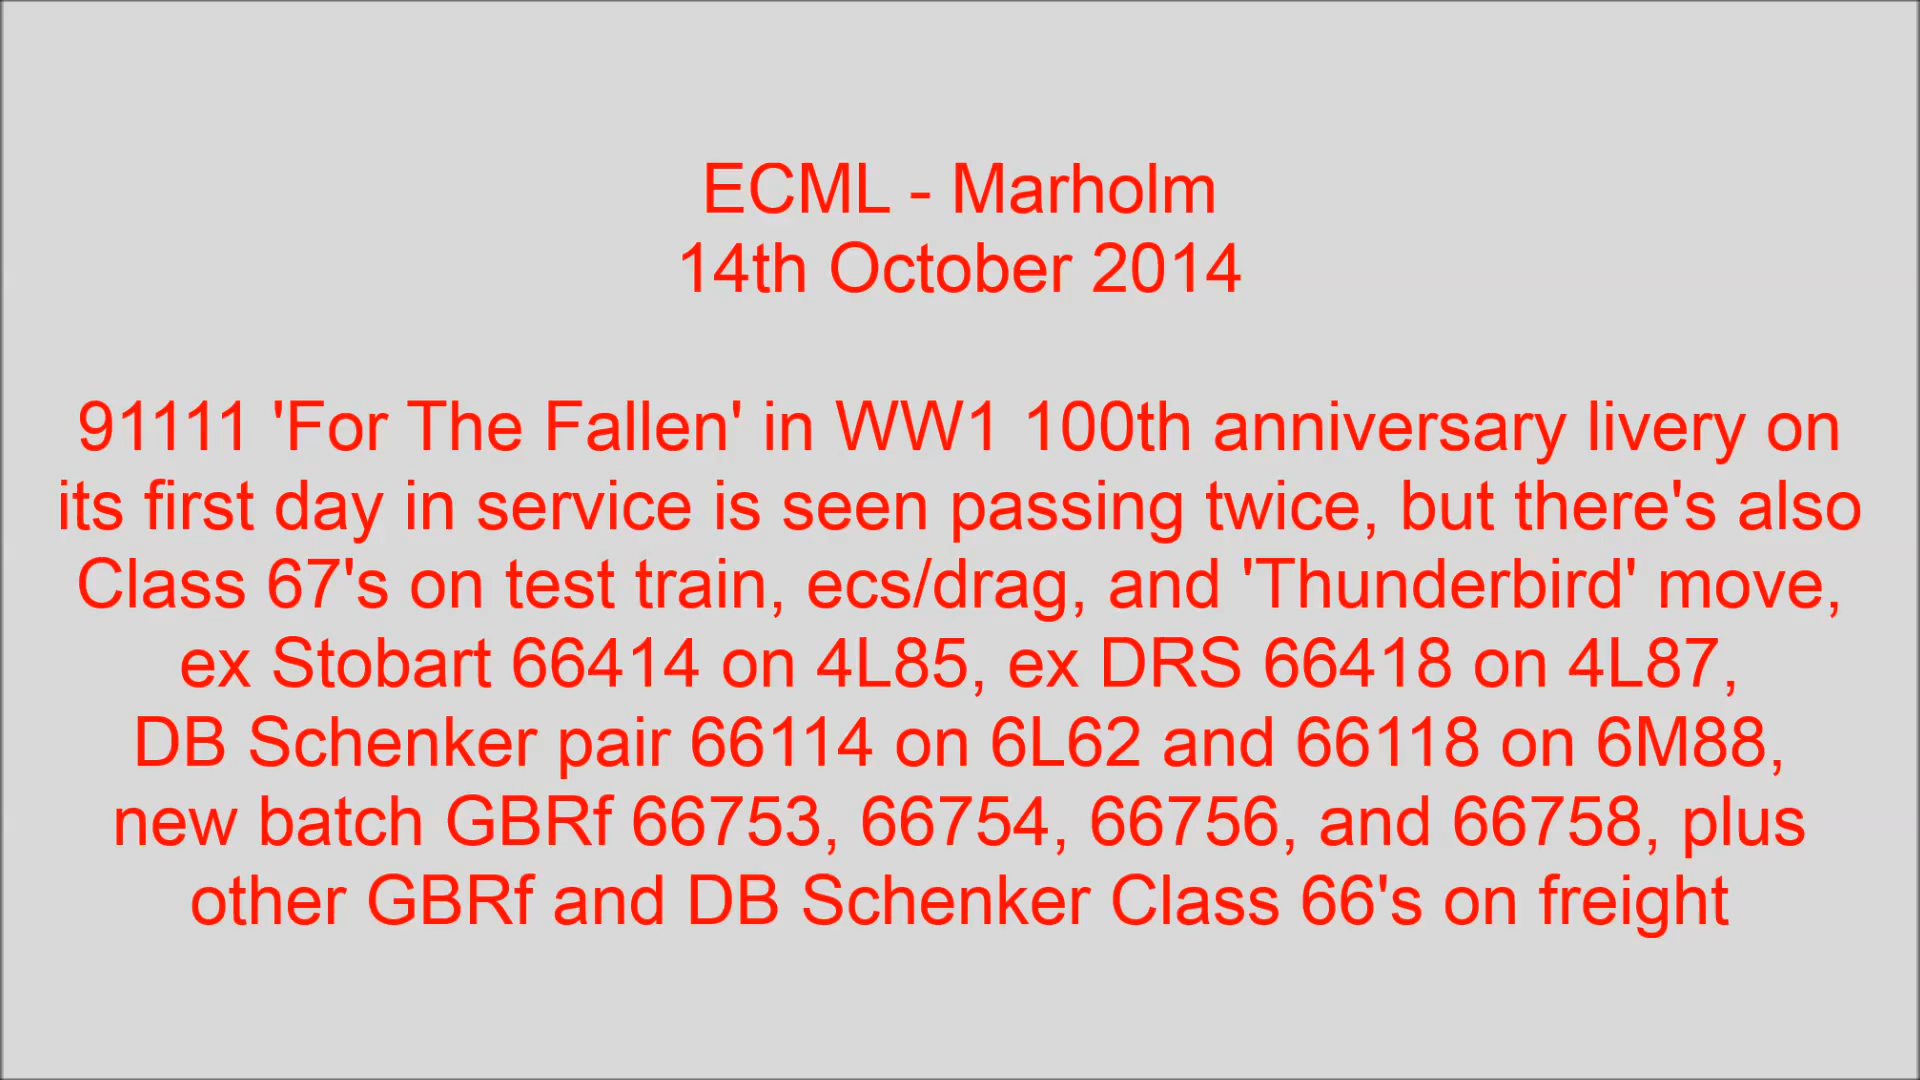 ECML - Marholm
14th October 2014
91111 'For The Fallen' in WW1 100th anniversary livery on
its first day in service is seen passing twice, but there's also
Class 67's on test train, ecs/drag, and 'Thunderbird' move,
ex Stobart 66414 on 4L85, ex DRS 66418 on 4L87,
DB Schenker pair 66114 on 6L62 and 66118 on 6M88,
new batch GBRf 66753, 66754, 66756, and 66758, plus
other GBRf and DB Schenker Class 66's on freight